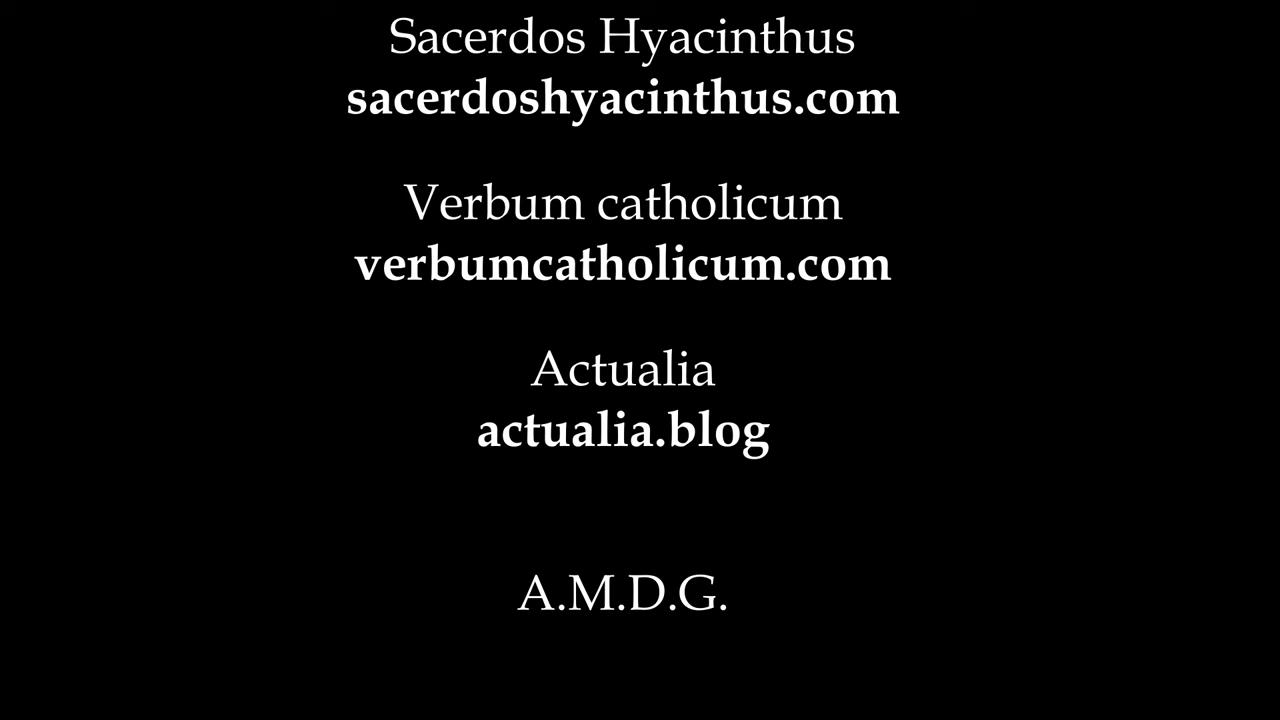 Sacerdos Hyacinthus
sacerdoshyacinthus.com
Verbum catholicum
verbumcatholicum.com
Actualia
actualia.blog
A.M.D.G.